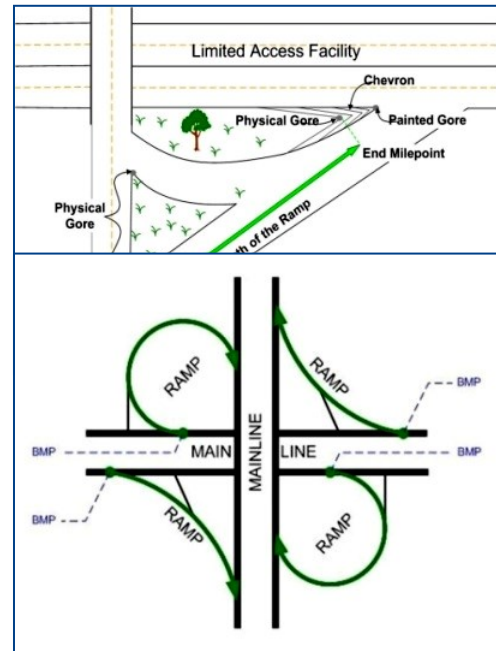 Limited Access Facility
Chevron
Physical Gore
Painted Gore
End Milepoint
Physical
Gore
of the Ramp
RAMP
RAMP
BMP
BMP
MAIN
MAINLINE
LINE
BMP
BMP
RAMP
RAMP